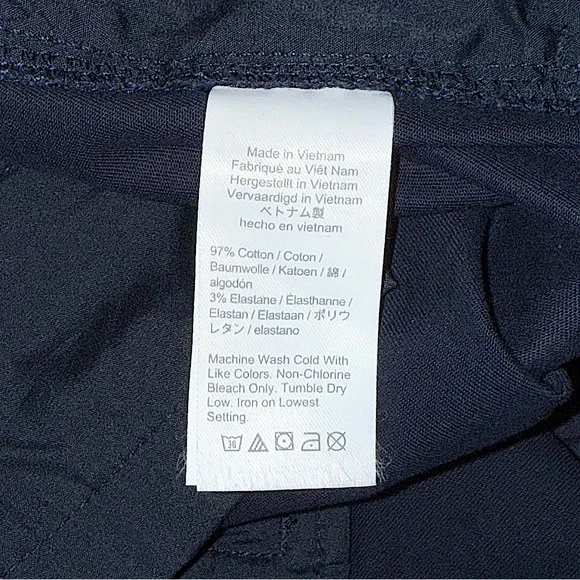 Made in Vietnam
Fabriqué au Viêt Nam
Hergestellt in Vietnam
Vervaardigd in Vietnam
ベトナム製
hecho en vietnam
97% Cotton / Coton /
Baumwolle / Katoen / 綿 /
algodón
3% Elastane / Élasthanne /
Elastan / Elastaan / ポリウ
レタン / elastano
Machine Wash Cold With
Like Colors. Non-Chlorine
Bleach Only. Tumble Dry
Low. Iron on Lowest
Setting.
30